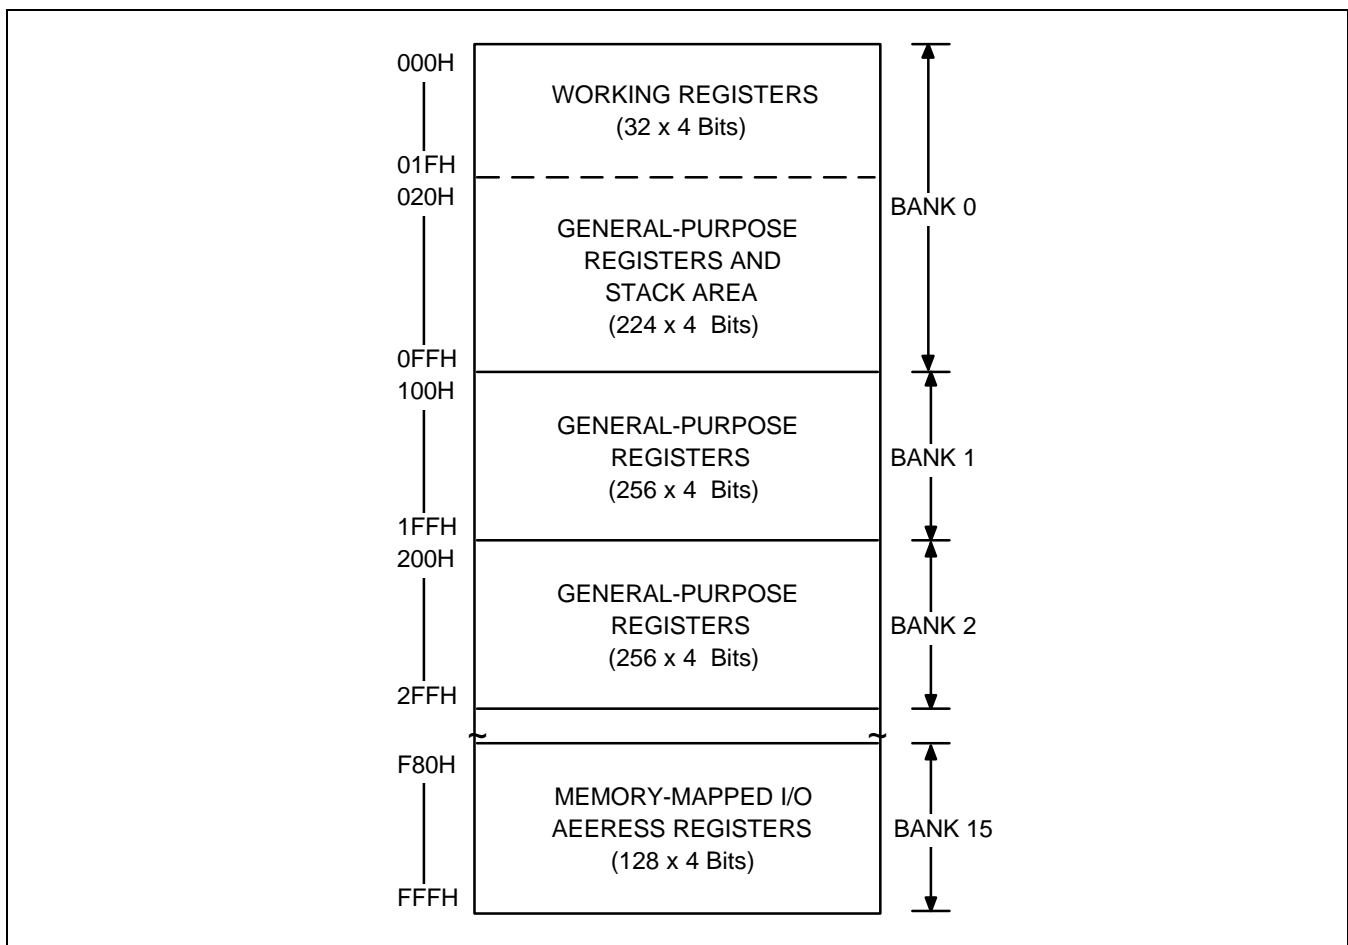 000H
WORKING REGISTERS
(32 x 4 Bits)
01FH
020H
BANK 0
GENERAL-PURPOSE
REGISTERS AND
STACK AREA
(224 x 4  Bits)
0FFH
100H
GENERAL-PURPOSE
REGISTERS
BANK 1
(256 x 4  Bits)
1FFH
200H
GENERAL-PURPOSE
REGISTERS
BANK 2
(256 x 4  Bits)
2FFH
~ ~
F80H
MEMORY-MAPPED I/O
AEERESS REGISTERS
BANK 15
(128 x 4 Bits)
FFFH